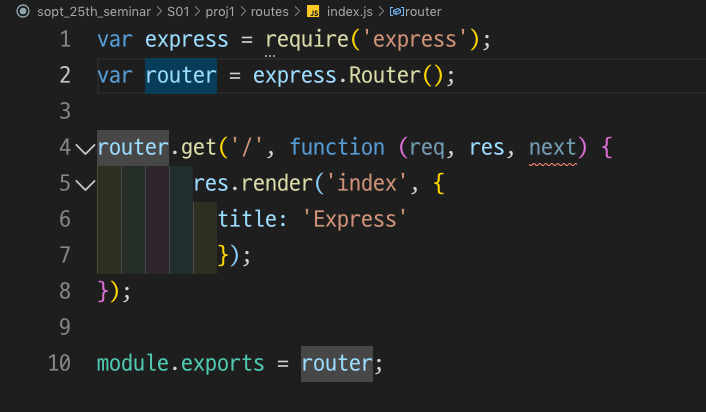 sopt_25th_seminar > S01 > proj1 > routes > JS index.js > router
1 var express = require('express');
2 var router = express.Router();
3
4 router.get('/', function (req, res, next) {
5 res.render('index', {
6 title: 'Express'
7 });
8 });
9
10 module.exports = router;